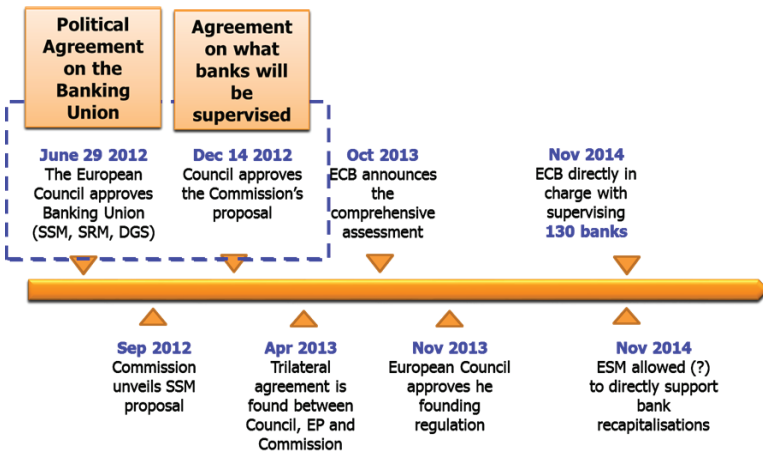 Political
Agreement
on the
Banking
Union
Agreement
on what
banks will
be
supervised
June 29 2012
The European
Council approves
Banking Union
(SSM, SRM, DGS)
Dec 14 2012
Council approves
the Commission’s
proposal
Oct 2013
ECB announces
the
comprehensive
assessment
Nov 2014
ECB directly in
charge with
supervising
130 banks
Sep 2012
Commission
unveils SSM
proposal
Apr 2013
Trilateral
agreement is
found between
Council, EP and
Commission
Nov 2013
European Council
approves he
founding
regulation
Nov 2014
ESM allowed (?)
to directly support
bank
recapitalisations